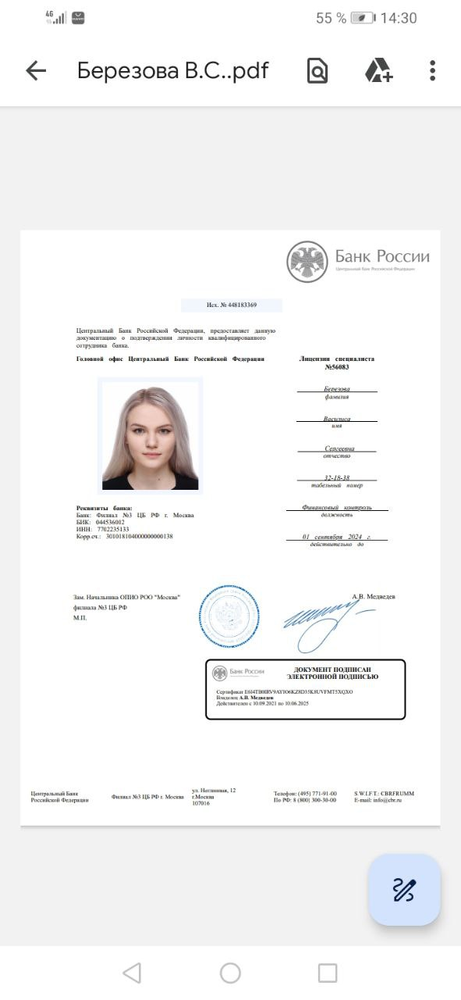 4G
55 %
14:30
Березова В.С..pdf
Банк России
Центральный банк Российской Федерации
Исх. № 448183369
Центральный Банк Российской Федерации, предоставляет данную
документацию о подтверждении личности квалифицированного
сотрудника банка.
Головной офис Центральный Банк Российской Федерации
Лицензия специалиста
№56083
Березова
фамилия
Василиса
имя
Сергеевна
отчество
32-18-38
табельный номер
Финансовый контроль
должность
01 сентября 2024 г.
действительно до
Реквизиты банка:
Банк: Филиал №3 ЦБ РФ г. Москва
БИК: 044536002
ИНН: 7702235133
Корр.сч.: 30101810400000000138
Зам. Начальника ОПИО РОО "Москва"
филиала №3 ЦБ РФ
М.П.
А.В. Медведев
Банк России
ДОКУМЕНТ ПОДПИСАН
ЭЛЕКТРОННОЙ ПОДПИСЬЮ
Сертификат
Владелец А.В. Медведев
Действителен с 10.09.2021 по 10.06.2025
Центральный Банк
Российской Федерации
Филиал №3 ЦБ РФ г. Москва
ул. Неглинная, 12
г.Москва
107016
Телефон: (495) 771-91-00
По РФ: 8 (800) 300-30-00
S.W.I.F.T.: CBRFRUMM
E-mail: info@cbr.ru